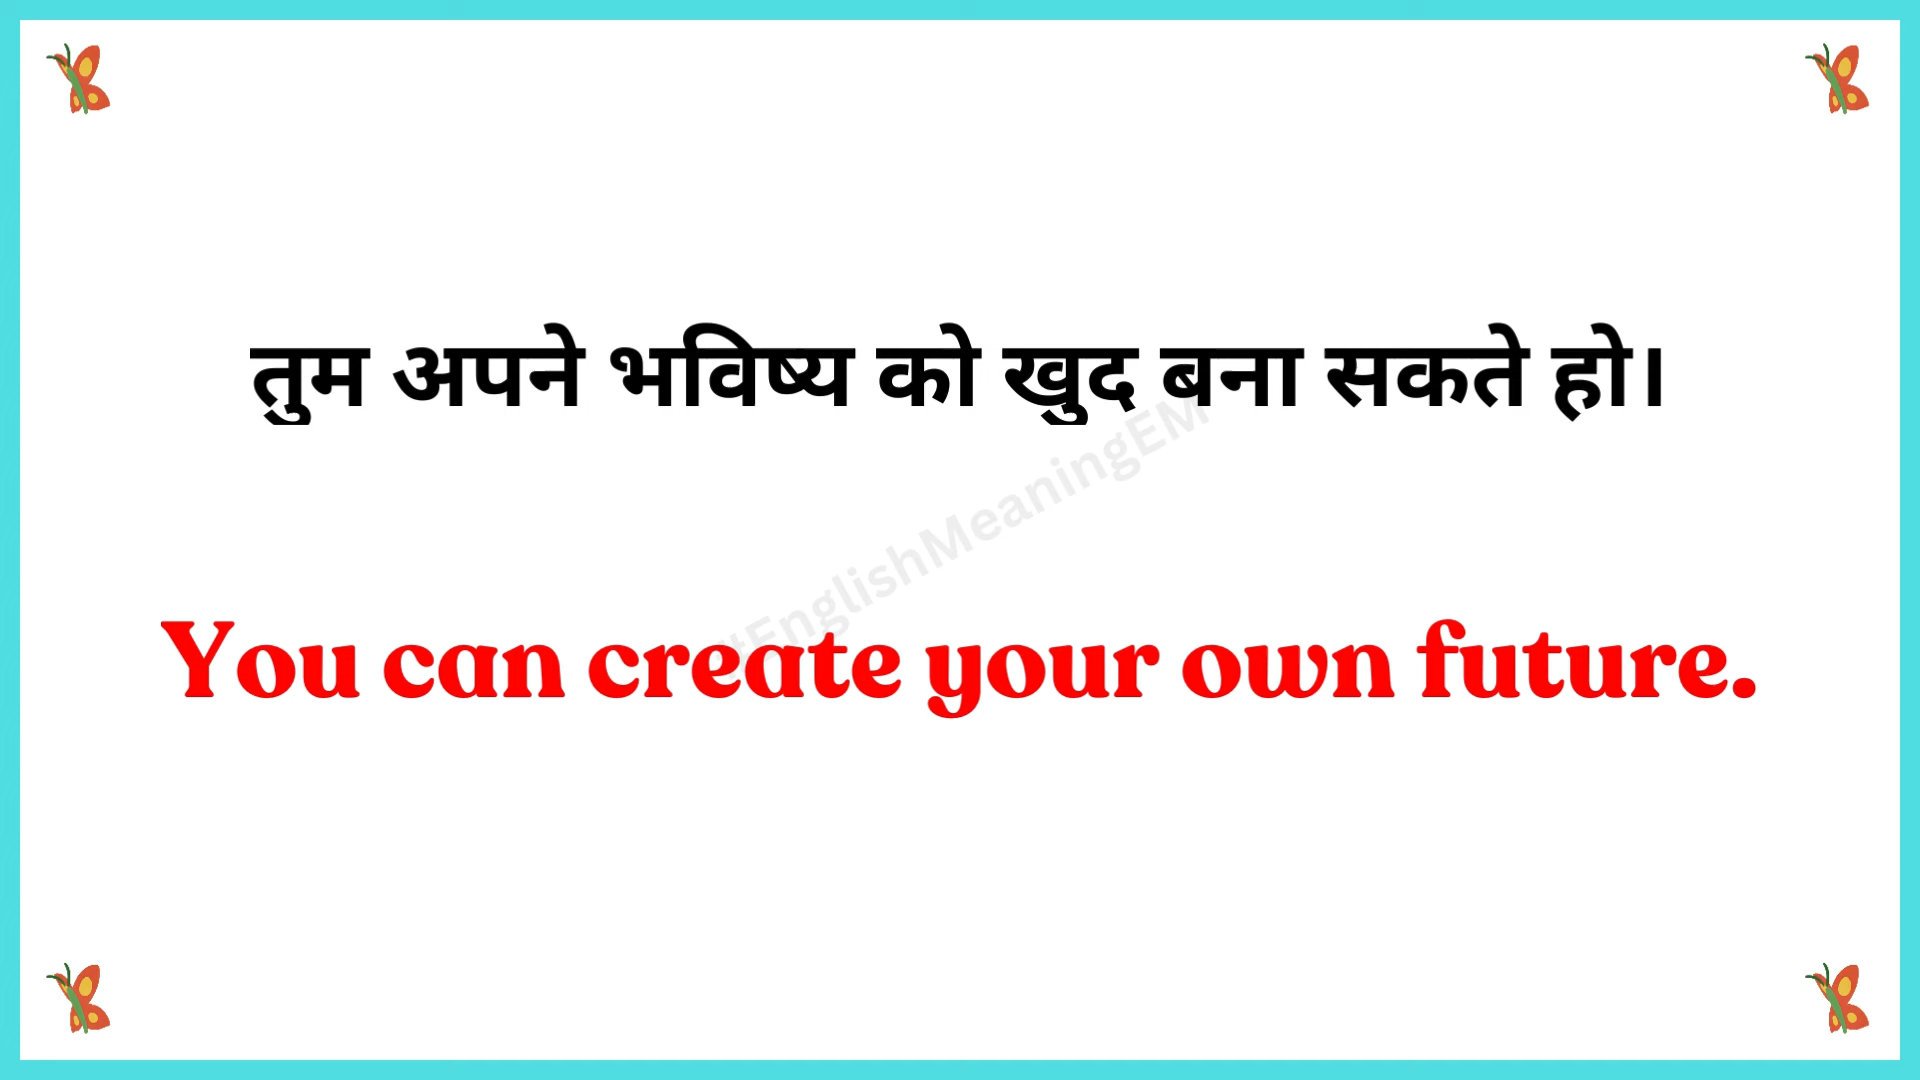 तुम अपने भविष्य को खुद बना सकते हो।
#EnglishMeaningEM
You can create your own future.